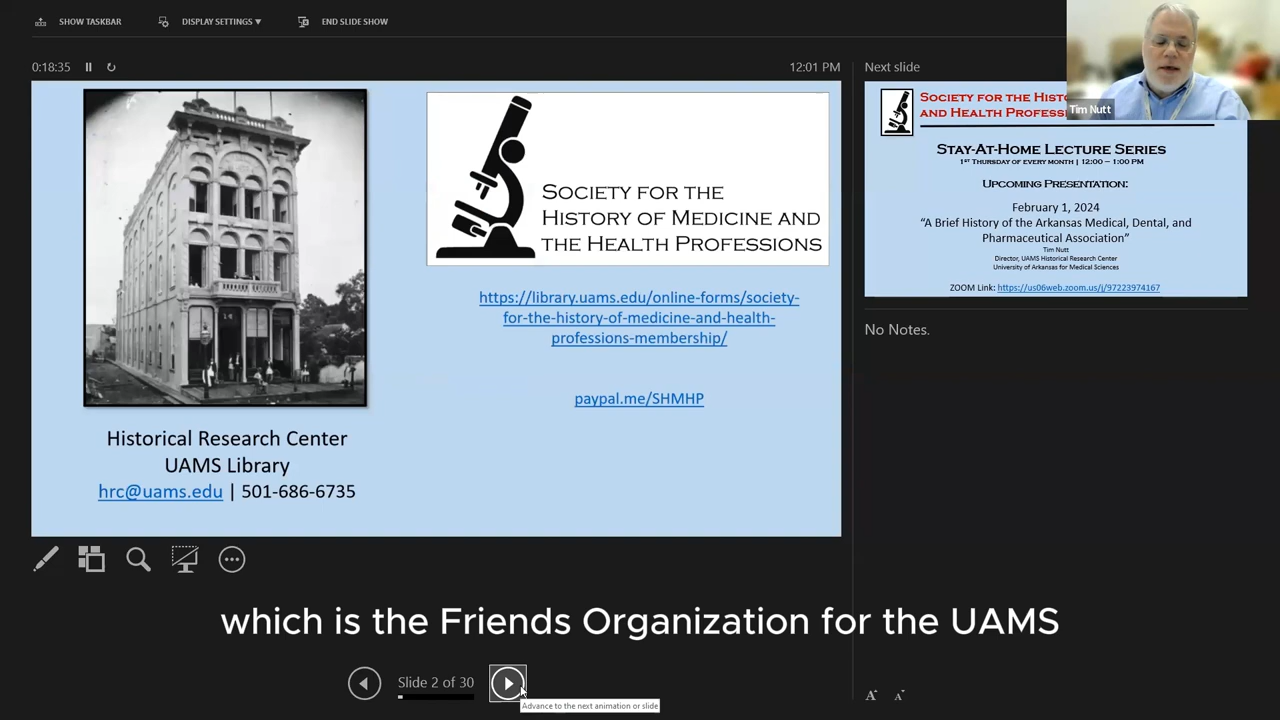 SHOW TASKBAR
DISPLAY SETTINGS ▼
END SLIDE SHOW
0:18:35
12:01 PM
SOCIETY FOR THE
HISTORY OF MEDICINE AND
THE HEALTH PROFESSIONS
https://library.uams.edu/online-forms/society-
for-the-history-of-medicine-and-health-
professions-membership/
paypal.me/SHMHP
Historical Research Center
UAMS Library
hrc@uams.edu | 501-686-6735
Next slide
Tim Nutt
SOCIETY FOR THE
AND HEALTH
STAY-AT-HOME LECTURE SERIES
1ST THURSDAY OF EVERY MONTH | 12:00 – 1:00 PM
UPCOMING PRESENTATION:
February 1, 2024
“A Brief History of the Arkansas Medical, Dental, and
Pharmaceutical Association”
Tim Nutt
Director, UAMS Historical Research Center
University of Arkansas for Medical Sciences
ZOOM Link: https://us06web.zoom.us/j/97223974167
No Notes.
which is the Friends Organization for the UAMS
Slide 2 of 30
Advance to the next animation or slide
A A